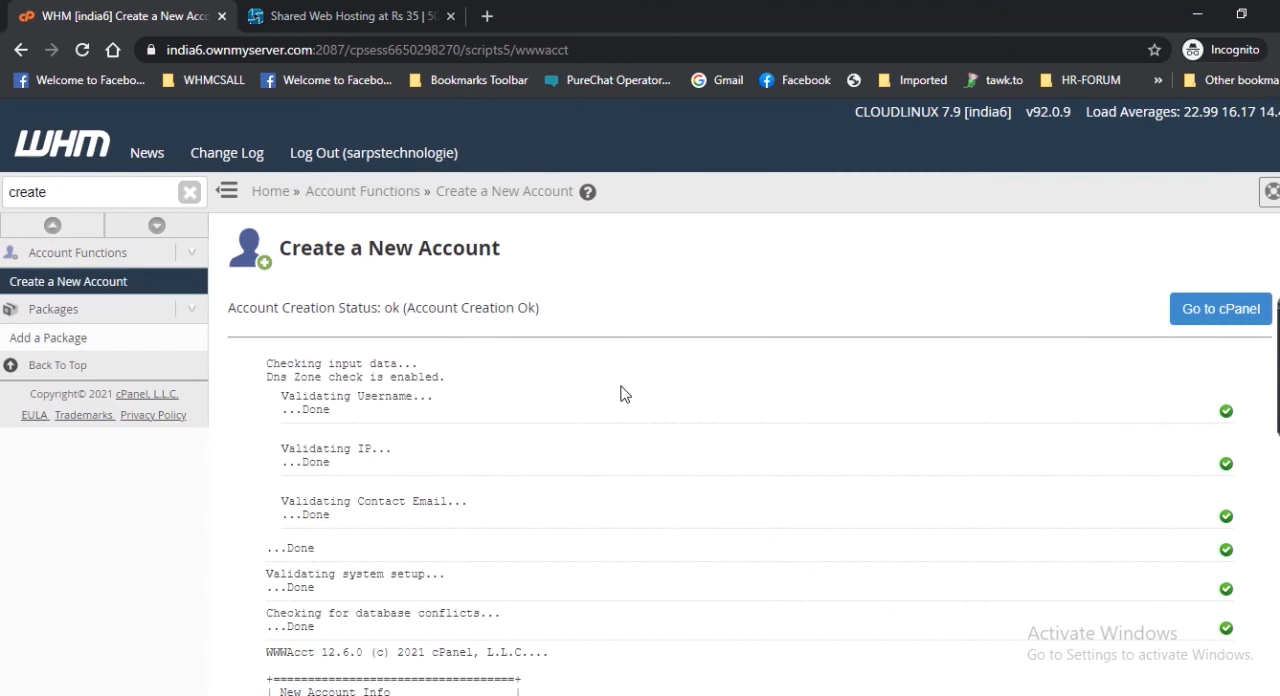 WHM [india6] Create a New Acco
Shared Web Hosting at Rs 35 | 50
india6.ownmyserver.com:2087/cpsess6650298270/scripts5/wwwacct
Incognito
Welcome to Facebo...
WHMCSALL
Welcome to Facebo...
Bookmarks Toolbar
PureChat Operator...
Gmail
Facebook
Imported
tawk.to
HR-FORUM
»
Other bookma
CLOUDLINUX 7.9 [india6] v92.0.9 Load Averages: 22.99 16.17 14.
WHM
News
Change Log
Log Out (sarpstechnologie)
create
Home » Account Functions » Create a New Account
Account Functions
Create a New Account
Packages
Add a Package
Back To Top
Copyright© 2021 cPanel, L.L.C.
EULA Trademarks Privacy Policy
Create a New Account
Account Creation Status: ok (Account Creation Ok)
Go to cPanel
Checking input data...
Dns Zone check is enabled.
Validating Username...
...Done
Validating IP...
...Done
Validating Contact Email...
...Done
...Done
Validating system setup...
...Done
Checking for database conflicts...
...Done
WWWAcct 12.6.0 (c) 2021 cPanel, L.L.C....
+===================================+
| New Account Info |
Activate Windows
Go to Settings to activate Windows.